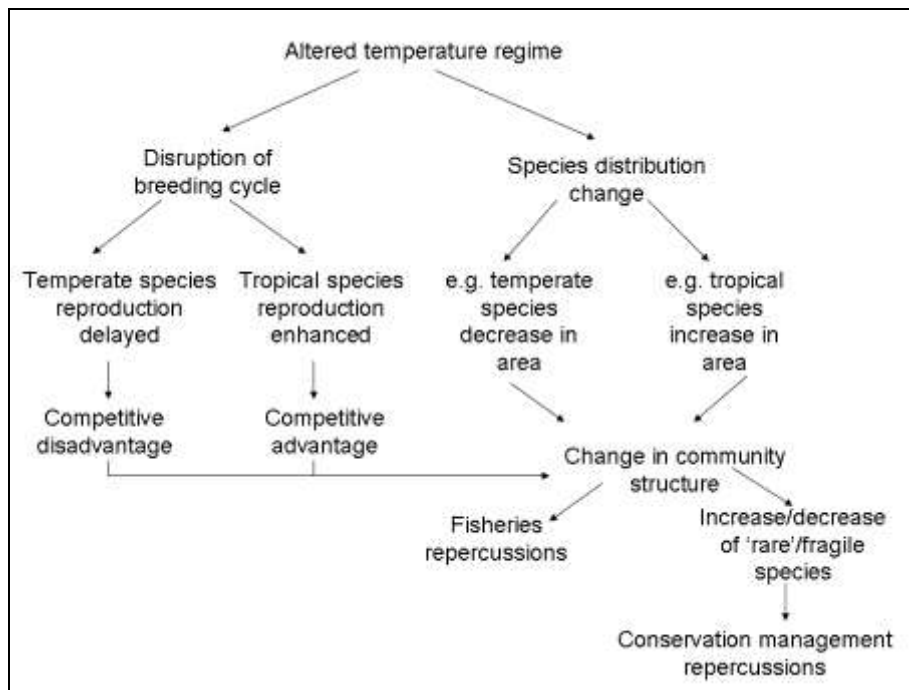 Altered temperature regime
Disruption of
breeding cycle
Species distribution
change
Temperate species
reproduction
delayed
Tropical species
reproduction
enhanced
e.g. temperate
species
decrease in
area
e.g. tropical
species
increase in
area
Competitive
disadvantage
Competitive
advantage
Change in community
structure
Fisheries
repercussions
Increase/decrease
of ‘rare’/fragile
species
Conservation management
repercussions